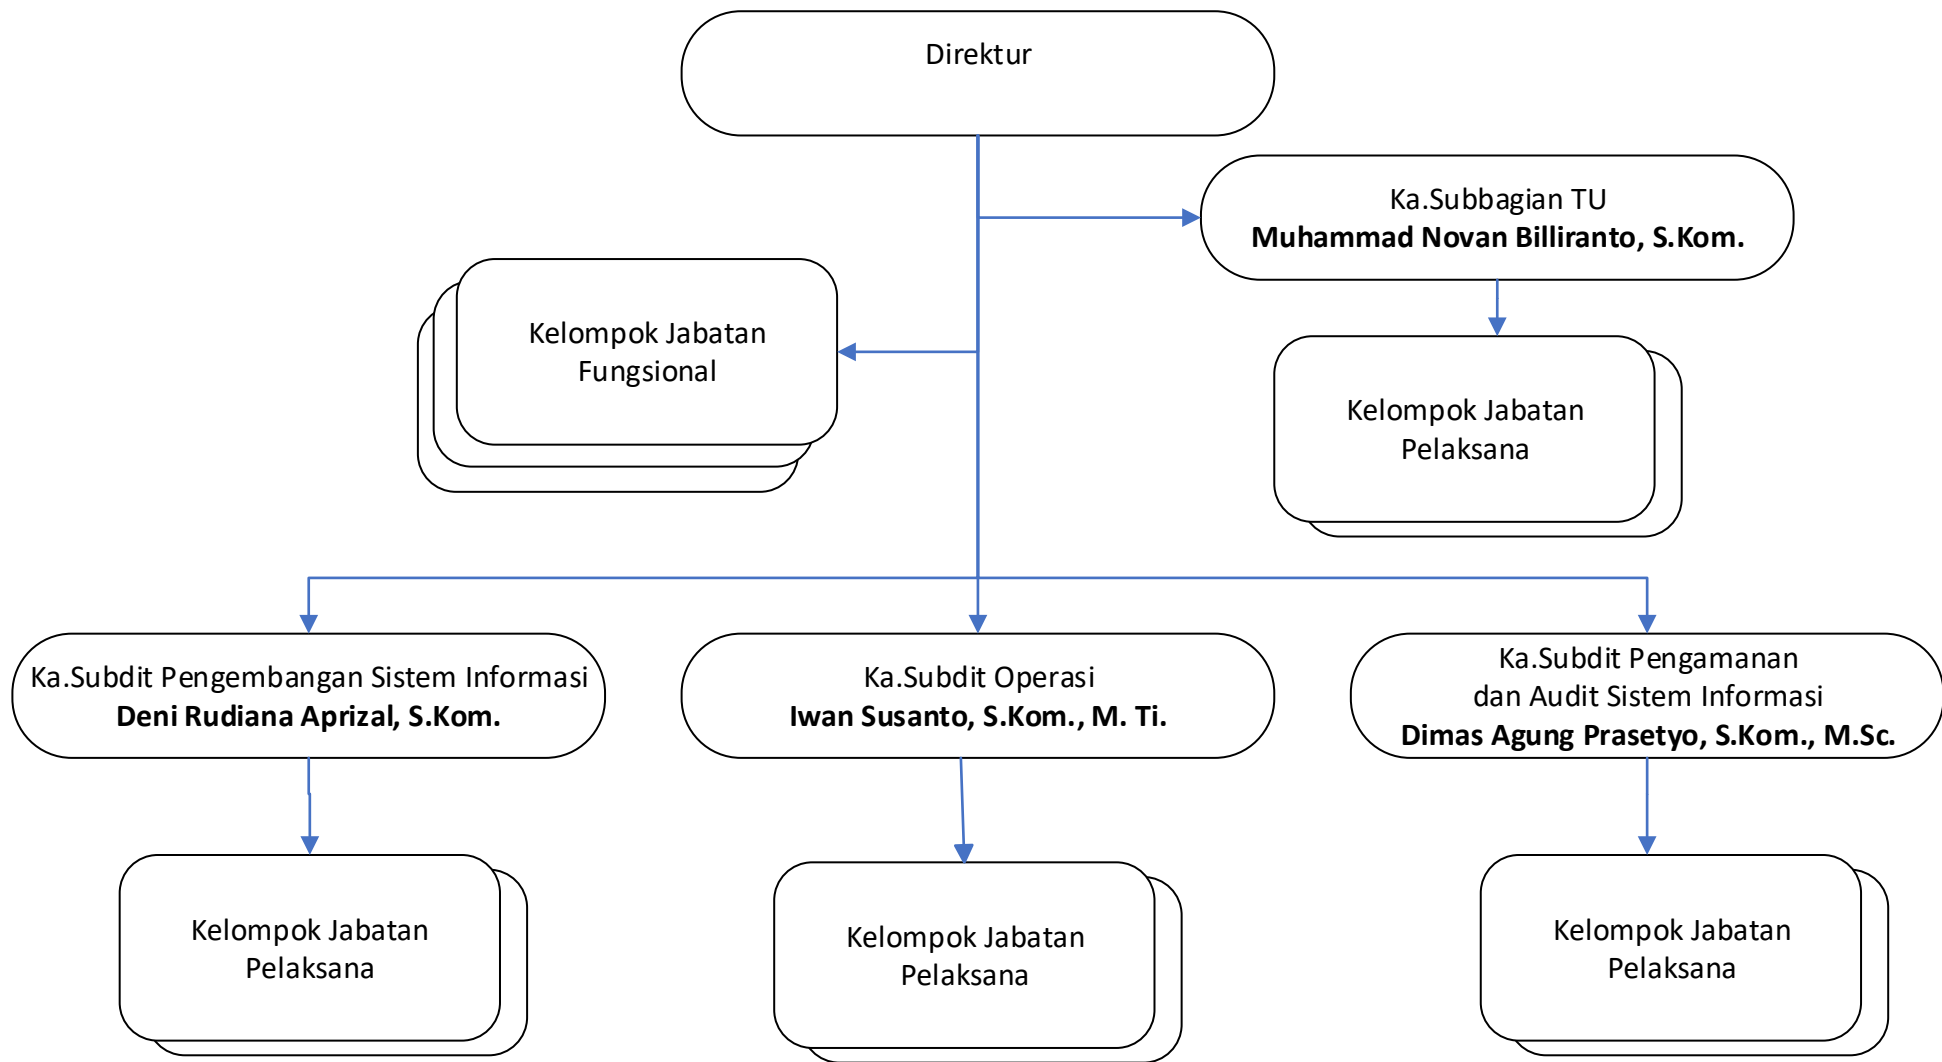 Direktur
Ka.Subbagian TU
Muhammad Novan Billiranto, S.Kom.
Kelompok Jabatan
Fungsional
Kelompok Jabatan
Pelaksana
Ka.Subdit Pengembangan Sistem Informasi
Deni Rudiana Aprizal, S.Kom.
Ka.Subdit Operasi
Iwan Susanto, S.Kom., M. Ti.
Ka.Subdit Pengamanan
dan Audit Sistem Informasi
Dimas Agung Prasetyo, S.Kom., M.Sc.
Kelompok Jabatan
Pelaksana
Kelompok Jabatan
Pelaksana
Kelompok Jabatan
Pelaksana